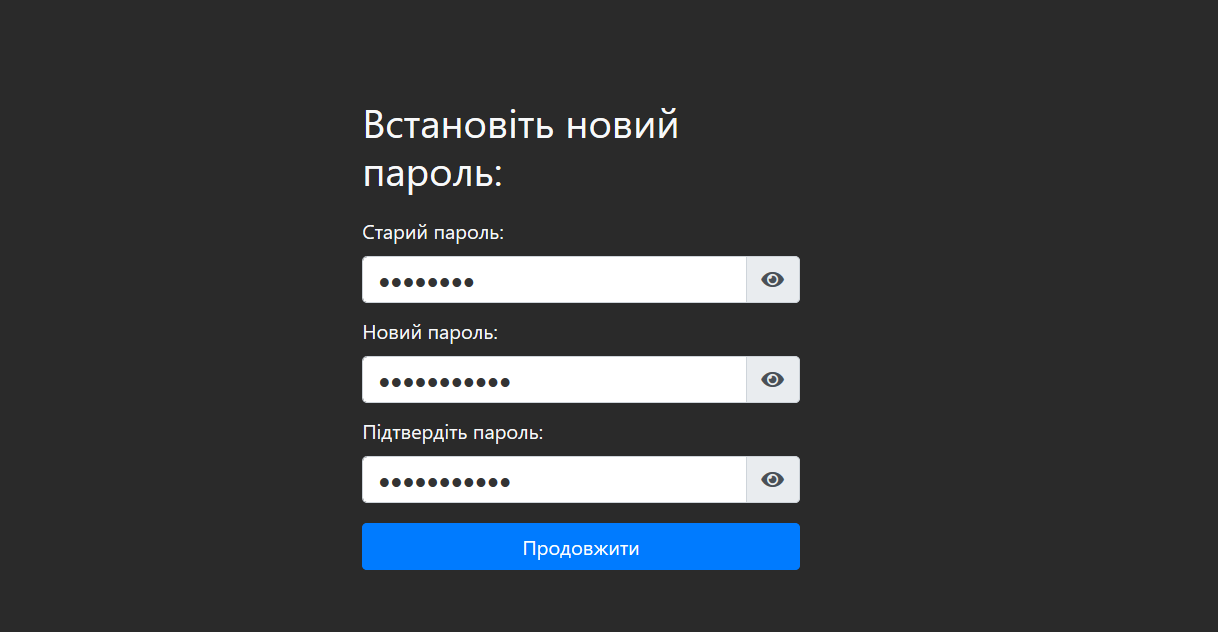 Встановіть новий
пароль:
Старий пароль:
●●●●●●●●
Новий пароль:
●●●●●●●●●●●
Підтвердіть пароль:
●●●●●●●●●●●
Продовжити